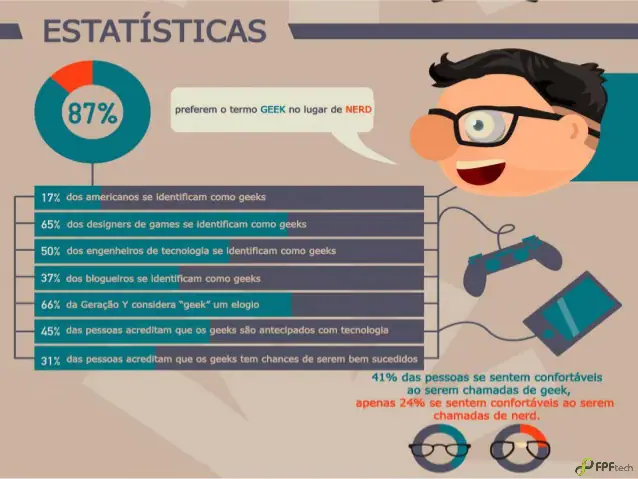 ESTATÍSTICAS
87%
preferem o termo GEEK no lugar de NERD
17% dos americanos se identificam como geeks
65% dos designers de games se identificam como geeks
50% dos engenheiros de tecnologia se identificam como geeks
37% dos blogueiros se identificam como geeks
66% da Geração Y considera "geek" um elogio
45% das pessoas acreditam que os geeks são antecipados com tecnologia
31% das pessoas acreditam que os geeks tem chances de serem bem sucedidos
41% das pessoas se sentem confortáveis
ao serem chamadas de geek,
apenas 24% se sentem confortáveis ao serem
chamadas de nerd.
FPFtech